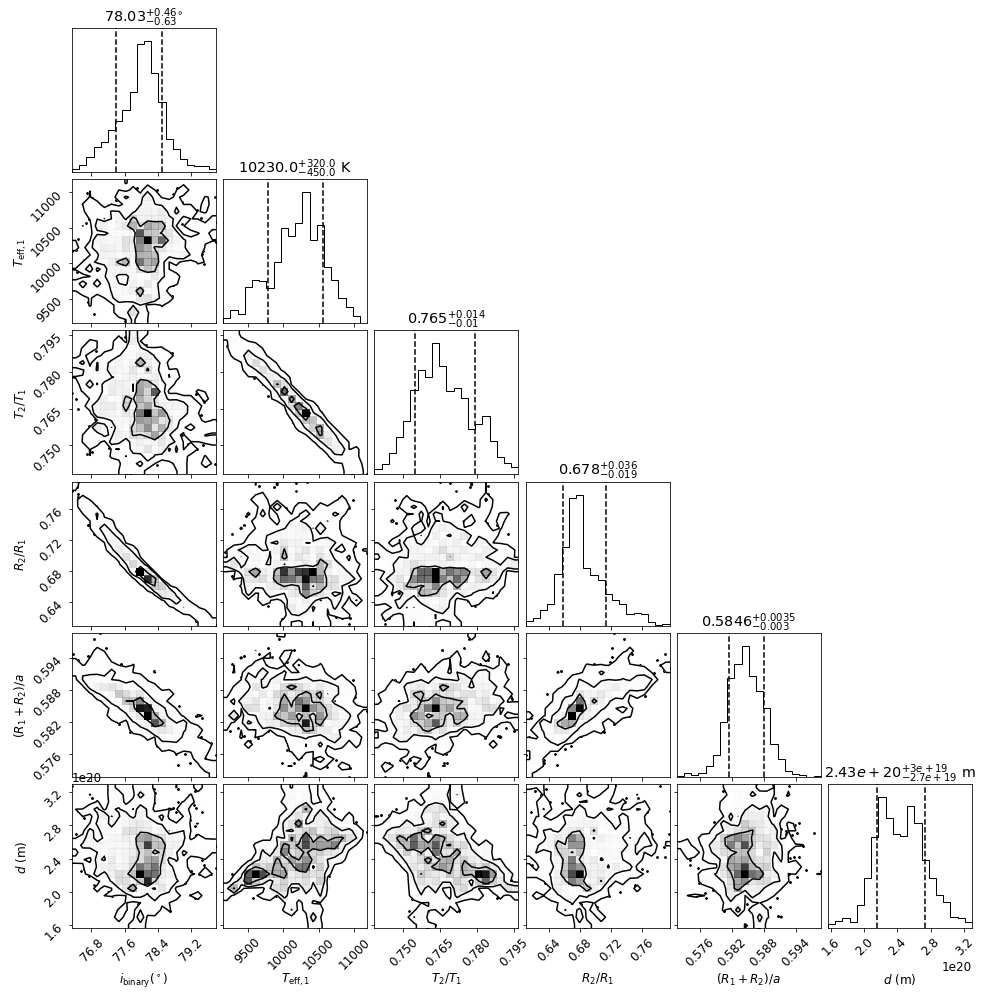 78.03^{+0.46°}_{-0.63}
10230.0^{+320.0}_{-450.0} K
T_{eff,1}
11000
10500
10000
9500
0.765^{+0.014}_{-0.01}
T_2/T_1
0.795
0.780
0.765
0.750
0.678^{+0.036}_{-0.019}
R_2/R_1
0.76
0.72
0.68
0.64
0.5846^{+0.0035}_{-0.003}
(R_1 + R_2)/a
0.594
0.588
0.582
0.576
1e20
2.43e + 20^{+3e+19}_{-2.7e+19} m
d (m)
3.2
2.8
2.4
2.0
1.6
76.8 77.6 78.4 79.2 9500 10000 10500 11000 0.750 0.765 0.780 0.795 0.64 0.68 0.72 0.76 0.576 0.582 0.588 0.594 1.6 2.0 2.4 2.8 3.2
1e20
i_{binary}(°) T_{eff,1} T_2/T_1 R_2/R_1 (R_1 + R_2)/a d (m)